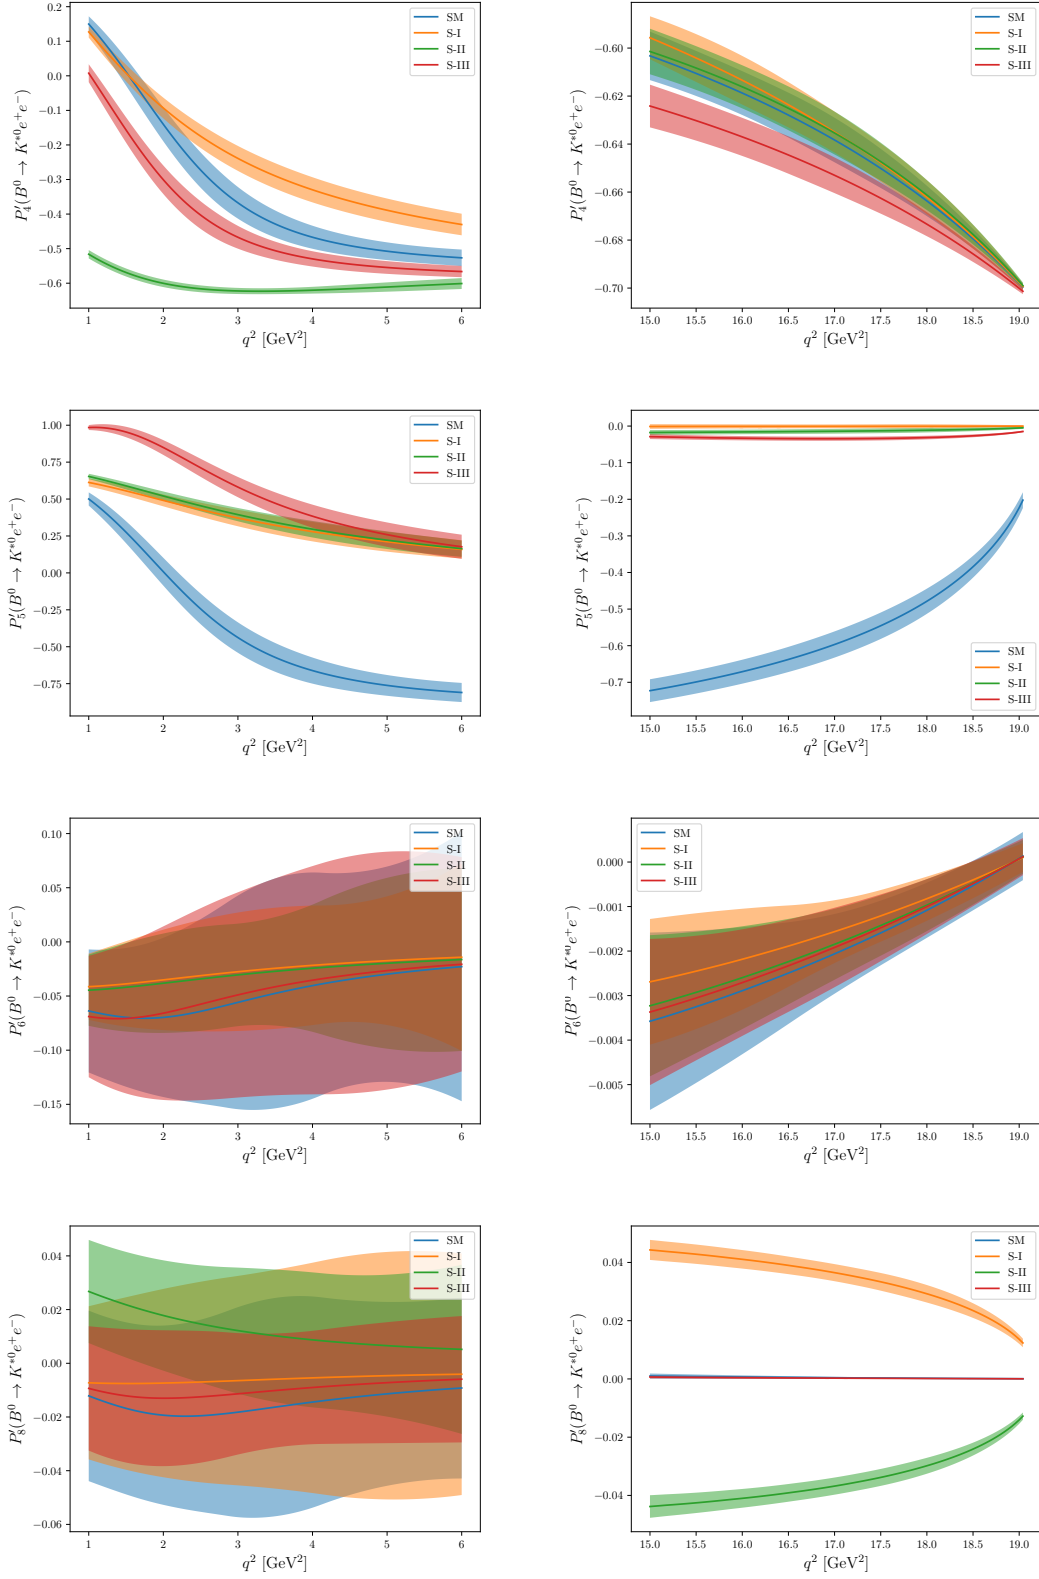 0.2
0.1
0.0
−0.1
−0.2
−0.3
−0.4
−0.5
−0.6
P′4(B0 → K*0e+e−)
SM
S-I
S-II
S-III
1 2 3 4 5 6
q2 [GeV2]
−0.60
−0.62
−0.64
−0.66
−0.68
−0.70
P′4(B0 → K*0e+e−)
SM
S-I
S-II
S-III
15.0 15.5 16.0 16.5 17.0 17.5 18.0 18.5 19.0
q2 [GeV2]
1.00
0.75
0.50
0.25
0.00
−0.25
−0.50
−0.75
P′5(B0 → K*0e+e−)
SM
S-I
S-II
S-III
1 2 3 4 5 6
q2 [GeV2]
0.0
−0.1
−0.2
−0.3
−0.4
−0.5
−0.6
−0.7
P′5(B0 → K*0e+e−)
SM
S-I
S-II
S-III
15.0 15.5 16.0 16.5 17.0 17.5 18.0 18.5 19.0
q2 [GeV2]
0.10
0.05
0.00
−0.05
−0.10
−0.15
P′6(B0 → K*0e+e−)
SM
S-I
S-II
S-III
1 2 3 4 5 6
q2 [GeV2]
0.000
−0.001
−0.002
−0.003
−0.004
−0.005
P′6(B0 → K*0e+e−)
SM
S-I
S-II
S-III
15.0 15.5 16.0 16.5 17.0 17.5 18.0 18.5 19.0
q2 [GeV2]
0.04
0.02
0.00
−0.02
−0.04
−0.06
P′8(B0 → K*0e+e−)
SM
S-I
S-II
S-III
1 2 3 4 5 6
q2 [GeV2]
0.04
0.02
0.00
−0.02
−0.04
P′8(B0 → K*0e+e−)
SM
S-I
S-II
S-III
15.0 15.5 16.0 16.5 17.0 17.5 18.0 18.5 19.0
q2 [GeV2]